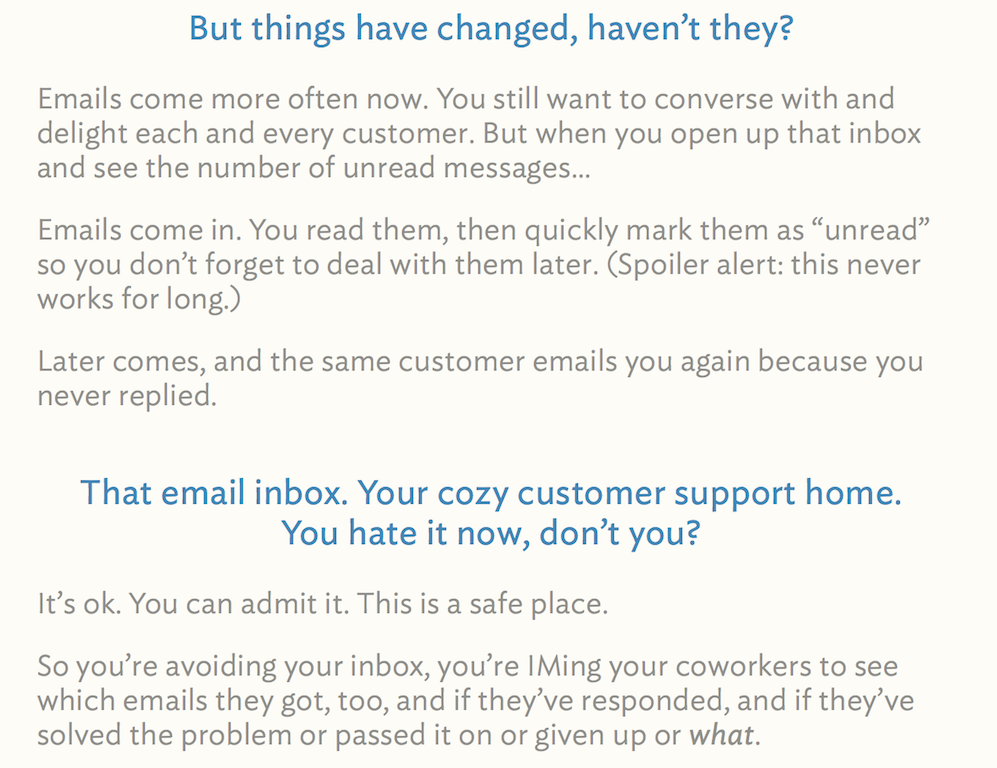 But things have changed, haven’t they?
Emails come more often now. You still want to converse with and
delight each and every customer. But when you open up that inbox
and see the number of unread messages…
Emails come in. You read them, then quickly mark them as “unread”
so you don’t forget to deal with them later. (Spoiler alert: this never
works for long.)
Later comes, and the same customer emails you again because you
never replied.
That email inbox. Your cozy customer support home.
You hate it now, don’t you?
It’s ok. You can admit it. This is a safe place.
So you’re avoiding your inbox, you’re IMing your coworkers to see
which emails they got, too, and if they’ve responded, and if they’ve
solved the problem or passed it on or given up or what.